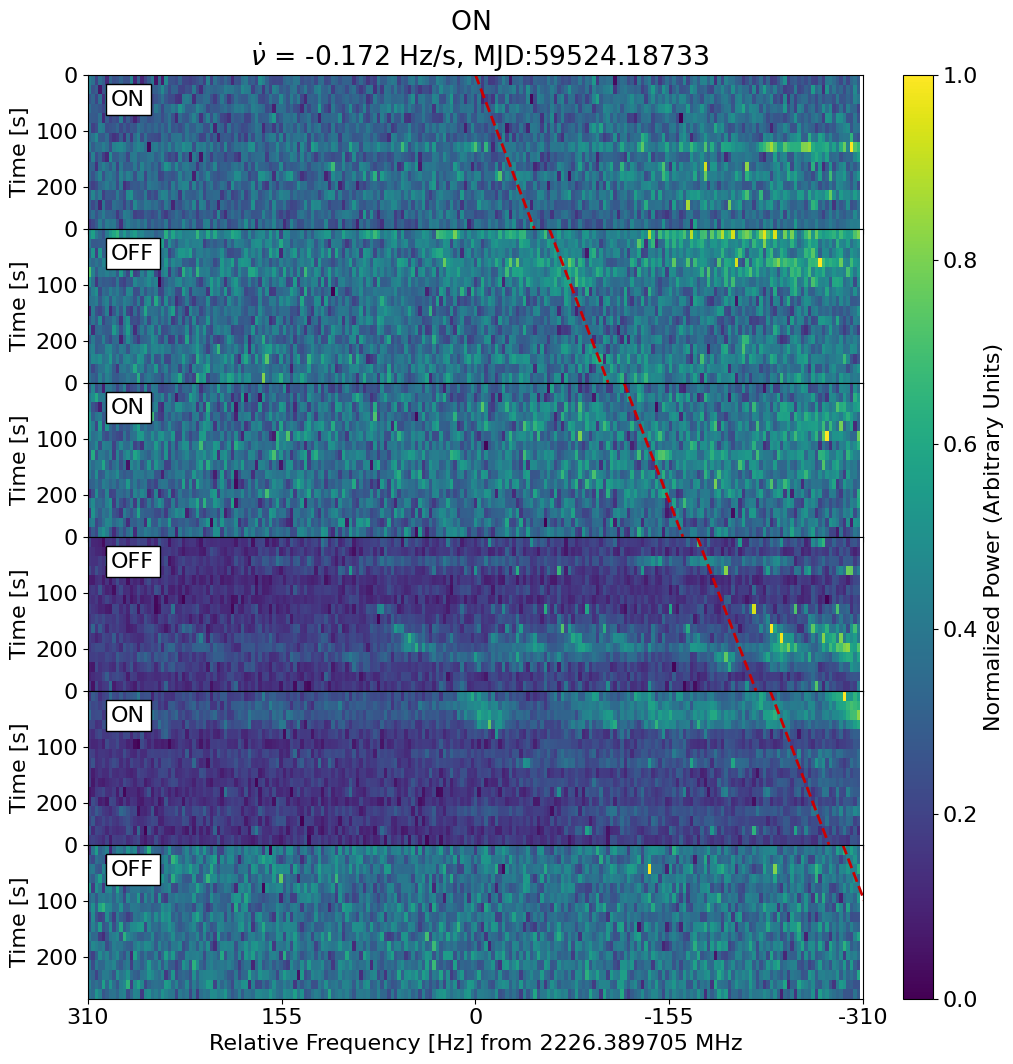 ON
ν̇ = -0.172 Hz/s, MJD:59524.18733
0
100
200
Time [s]
ON
0
100
200
Time [s]
OFF
0
100
200
Time [s]
ON
0
100
200
Time [s]
OFF
0
100
200
Time [s]
ON
0
100
200
Time [s]
OFF
310 155 0 -155 -310
Relative Frequency [Hz] from 2226.389705 MHz
1.0
0.8
0.6
0.4
0.2
0.0
Normalized Power (Arbitrary Units)